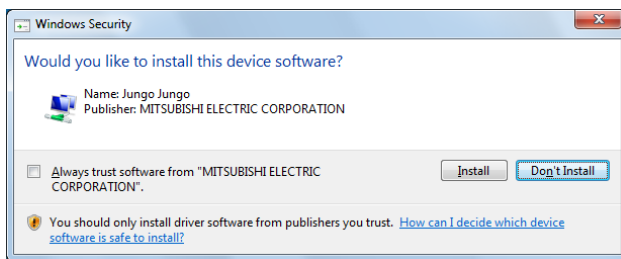 Windows Security
Would you like to install this device software?
Name: Jungo Jungo
Publisher: MITSUBISHI ELECTRIC CORPORATION
Always trust software from "MITSUBISHI ELECTRIC
CORPORATION".
Install
Don't Install
You should only install driver software from publishers you trust. How can I decide which device
software is safe to install?